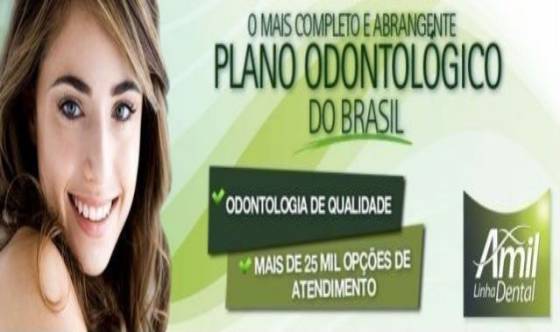 O MAIS COMPLETO E ABRANGENTE
PLANO ODONTOLÓGICO
DO BRASIL
ODONTOLOGIA DE QUALIDADE
MAIS DE 25 MIL OPÇÕES DE
ATENDIMENTO
Amil
Linha Dental